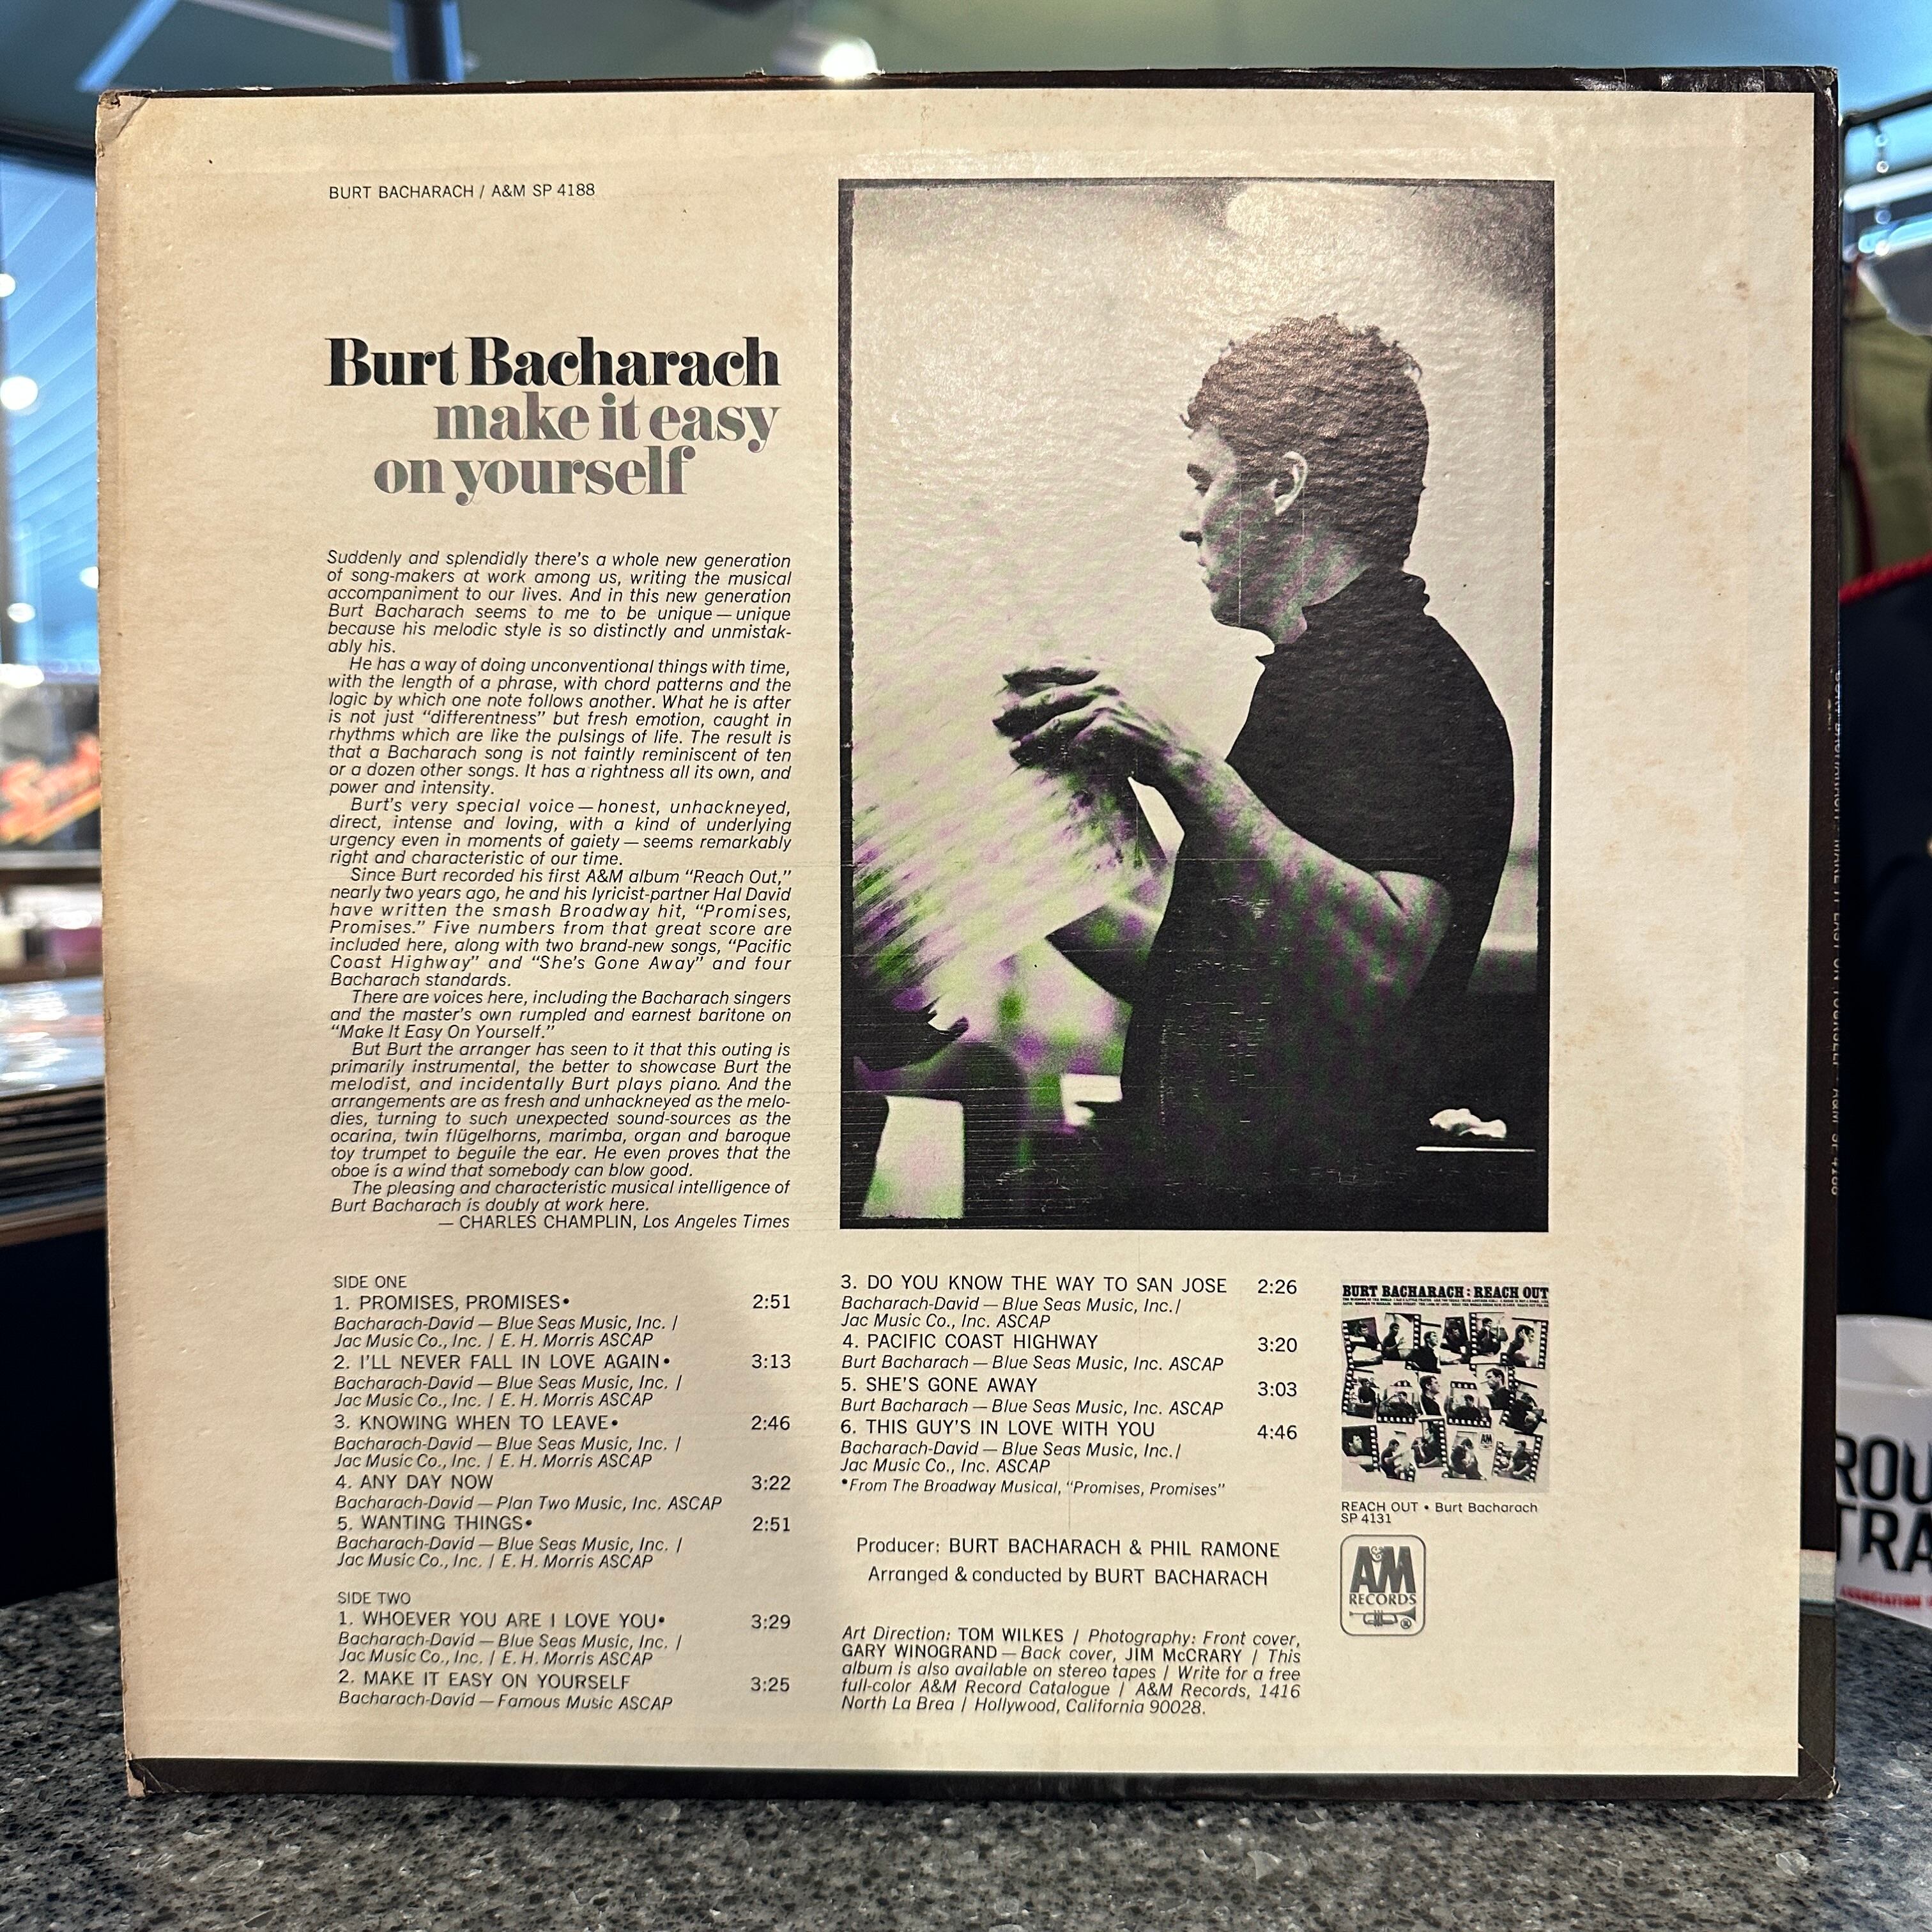 BURT BACHARACH / A&M SP 4188
Burt Bacharach
make it easy
on yourself
Suddenly and splendidly there's a whole new generation
of song-makers at work among us, writing the musical
accompaniment to our lives. And in this new generation
Burt Bacharach seems to me to be unique — unique
because his melodic style is so distinctly and unmistak-
ably his.
He has a way of doing unconventional things with time,
with the length of a phrase, with chord patterns and the
logic by which one note follows another. What he is after
is not just “differentness” but fresh emotion, caught in
rhythms which are like the pulsings of life. The result is
that a Bacharach song is not faintly reminiscent of ten
or a dozen other songs. It has a rightness all its own, and
power and intensity.
Burt's very special voice — honest, unhackneyed,
direct, intense and loving, with a kind of underlying
urgency even in moments of gaiety — seems remarkably
right and characteristic of our time.
Since Burt recorded his first A&M album “Reach Out,”
nearly two years ago, he and his lyricist-partner Hal David
have written the smash Broadway hit, “Promises,
Promises.” Five numbers from that great score are
included here, along with two brand-new songs, “Pacific
Coast Highway” and “She's Gone Away” and four
Bacharach standards.
There are voices here, including the Bacharach singers
and the master's own rumpled and earnest baritone on
“Make It Easy On Yourself.”
But Burt the arranger has seen to it that this outing is
primarily instrumental, the better to showcase Burt the
melodist, and incidentally Burt plays piano. And the
arrangements are as fresh and unhackneyed as the melo-
dies, turning to such unexpected sound-sources as the
ocarina, twin flügelhorns, marimba, organ and baroque
toy trumpet to beguile the ear. He even proves that the
oboe is a wind that somebody can blow good.
The pleasing and characteristic musical intelligence of
Burt Bacharach is doubly at work here.
— CHARLES CHAMPLIN, Los Angeles Times
SIDE ONE
1. PROMISES, PROMISES• 2:51
Bacharach-David — Blue Seas Music, Inc. /
Jac Music Co., Inc. / E. H. Morris ASCAP
2. I'LL NEVER FALL IN LOVE AGAIN• 3:13
Bacharach-David — Blue Seas Music, Inc. /
Jac Music Co., Inc. / E. H. Morris ASCAP
3. KNOWING WHEN TO LEAVE• 2:46
Bacharach-David — Blue Seas Music, Inc. /
Jac Music Co., Inc. / E. H. Morris ASCAP
4. ANY DAY NOW 3:22
Bacharach-David — Plan Two Music, Inc. ASCAP
5. WANTING THINGS• 2:51
Bacharach-David — Blue Seas Music, Inc. /
Jac Music Co., Inc. / E. H. Morris ASCAP
SIDE TWO
1. WHOEVER YOU ARE I LOVE YOU• 3:29
Bacharach-David — Blue Seas Music, Inc. /
Jac Music Co., Inc. / E. H. Morris ASCAP
2. MAKE IT EASY ON YOURSELF 3:25
Bacharach-David — Famous Music ASCAP
3. DO YOU KNOW THE WAY TO SAN JOSE 2:26
Bacharach-David — Blue Seas Music, Inc. /
Jac Music Co., Inc. ASCAP
4. PACIFIC COAST HIGHWAY 3:20
Burt Bacharach — Blue Seas Music, Inc. ASCAP
5. SHE'S GONE AWAY 3:03
Burt Bacharach — Blue Seas Music, Inc. ASCAP
6. THIS GUY'S IN LOVE WITH YOU 4:46
Bacharach-David — Blue Seas Music, Inc. /
Jac Music Co., Inc. ASCAP
•From The Broadway Musical, “Promises, Promises”
Producer: BURT BACHARACH & PHIL RAMONE
Arranged & conducted by BURT BACHARACH
Art Direction: TOM WILKES / Photography: Front cover,
GARY WINOGRAND — Back cover, JIM McCRARY / This
album is also available on stereo tapes / Write for a free
full-color A&M Record Catalogue / A&M Records, 1416
North La Brea / Hollywood, California 90028.
BURT BACHARACH: REACH OUT
REACH OUT • Burt Bacharach
SP 4131
A&M
RECORDS
®
ROU
TRA